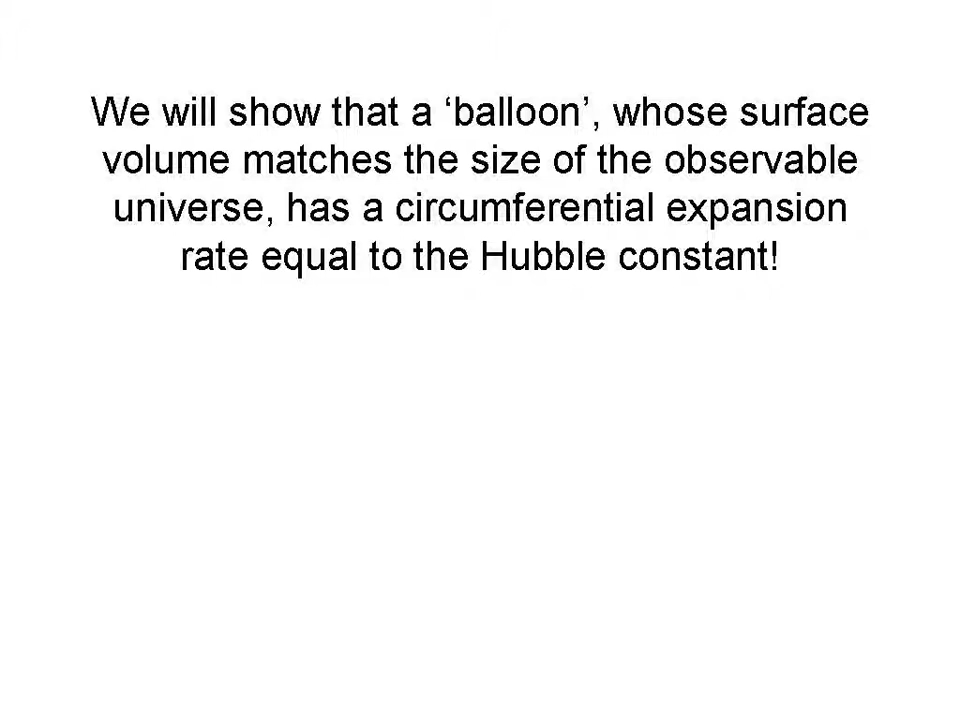 We will show that a ‘balloon’, whose surface
volume matches the size of the observable
universe, has a circumferential expansion
rate equal to the Hubble constant!